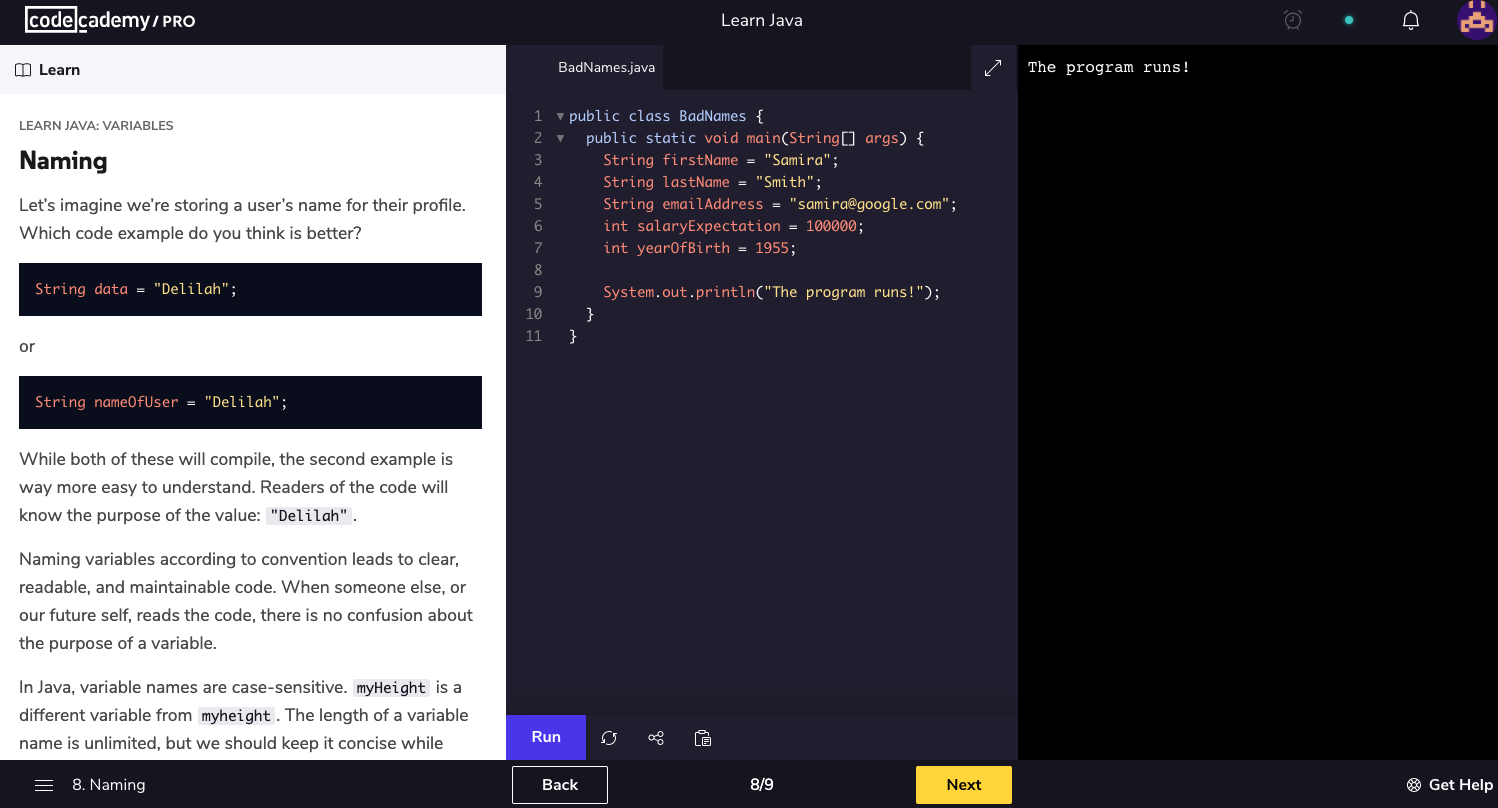 codecademy / PRO
Learn Java
Learn
LEARN JAVA: VARIABLES
Naming
Let’s imagine we’re storing a user’s name for their profile.
Which code example do you think is better?
String data = "Delilah";
or
String nameOfUser = "Delilah";
While both of these will compile, the second example is
way more easy to understand. Readers of the code will
know the purpose of the value: "Delilah".
Naming variables according to convention leads to clear,
readable, and maintainable code. When someone else, or
our future self, reads the code, there is no confusion about
the purpose of a variable.
In Java, variable names are case-sensitive. myHeight is a
different variable from myheight. The length of a variable
name is unlimited, but we should keep it concise while
BadNames.java
1 public class BadNames {
2 public static void main(String[] args) {
3 String firstName = "Samira";
4 String lastName = "Smith";
5 String emailAddress = "samira@google.com";
6 int salaryExpectation = 100000;
7 int yearOfBirth = 1955;
8
9 System.out.println("The program runs!");
10 }
11 }
Run
The program runs!
8. Naming
Back
8/9
Next
Get Help